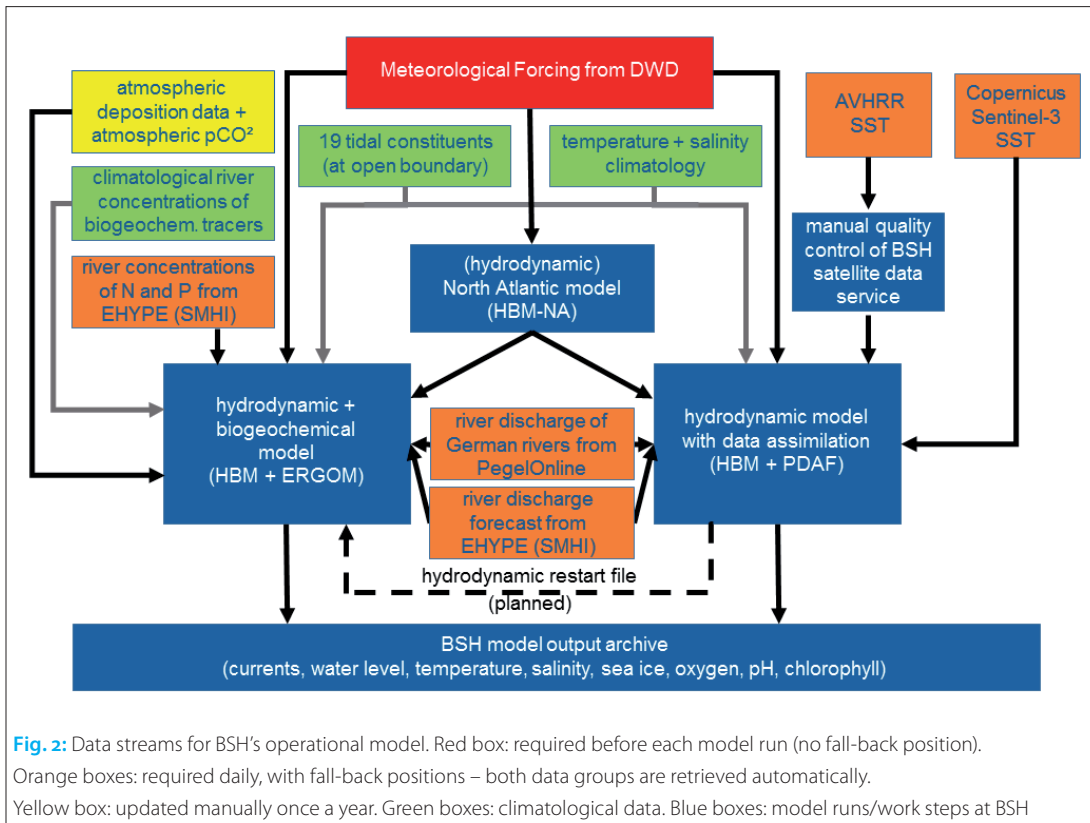 Meteorological Forcing from DWD
atmospheric
deposition data +
atmospheric pCO²
AVHRR
SST
Copernicus
Sentinel-3
SST
19 tidal constituents
(at open boundary)
temperature + salinity
climatology
climatological river
concentrations of
biogeochem. tracers
manual quality
control of BSH
satellite data
service
river concentrations
of N and P from
EHYPE (SMHI)
(hydrodynamic)
North Atlantic model
(HBM-NA)
hydrodynamic +
biogeochemical
model
(HBM + ERGOM)
river discharge of
German rivers from
PegelOnline
hydrodynamic model
with data assimilation
(HBM + PDAF)
river discharge
forecast from
EHYPE (SMHI)
hydrodynamic restart file
(planned)
BSH model output archive
(currents, water level, temperature, salinity, sea ice, oxygen, pH, chlorophyll)
Fig. 2: Data streams for BSH's operational model. Red box: required before each model run (no fall-back position).
Orange boxes: required daily, with fall-back positions – both data groups are retrieved automatically.
Yellow box: updated manually once a year. Green boxes: climatological data. Blue boxes: model runs/work steps at BSH